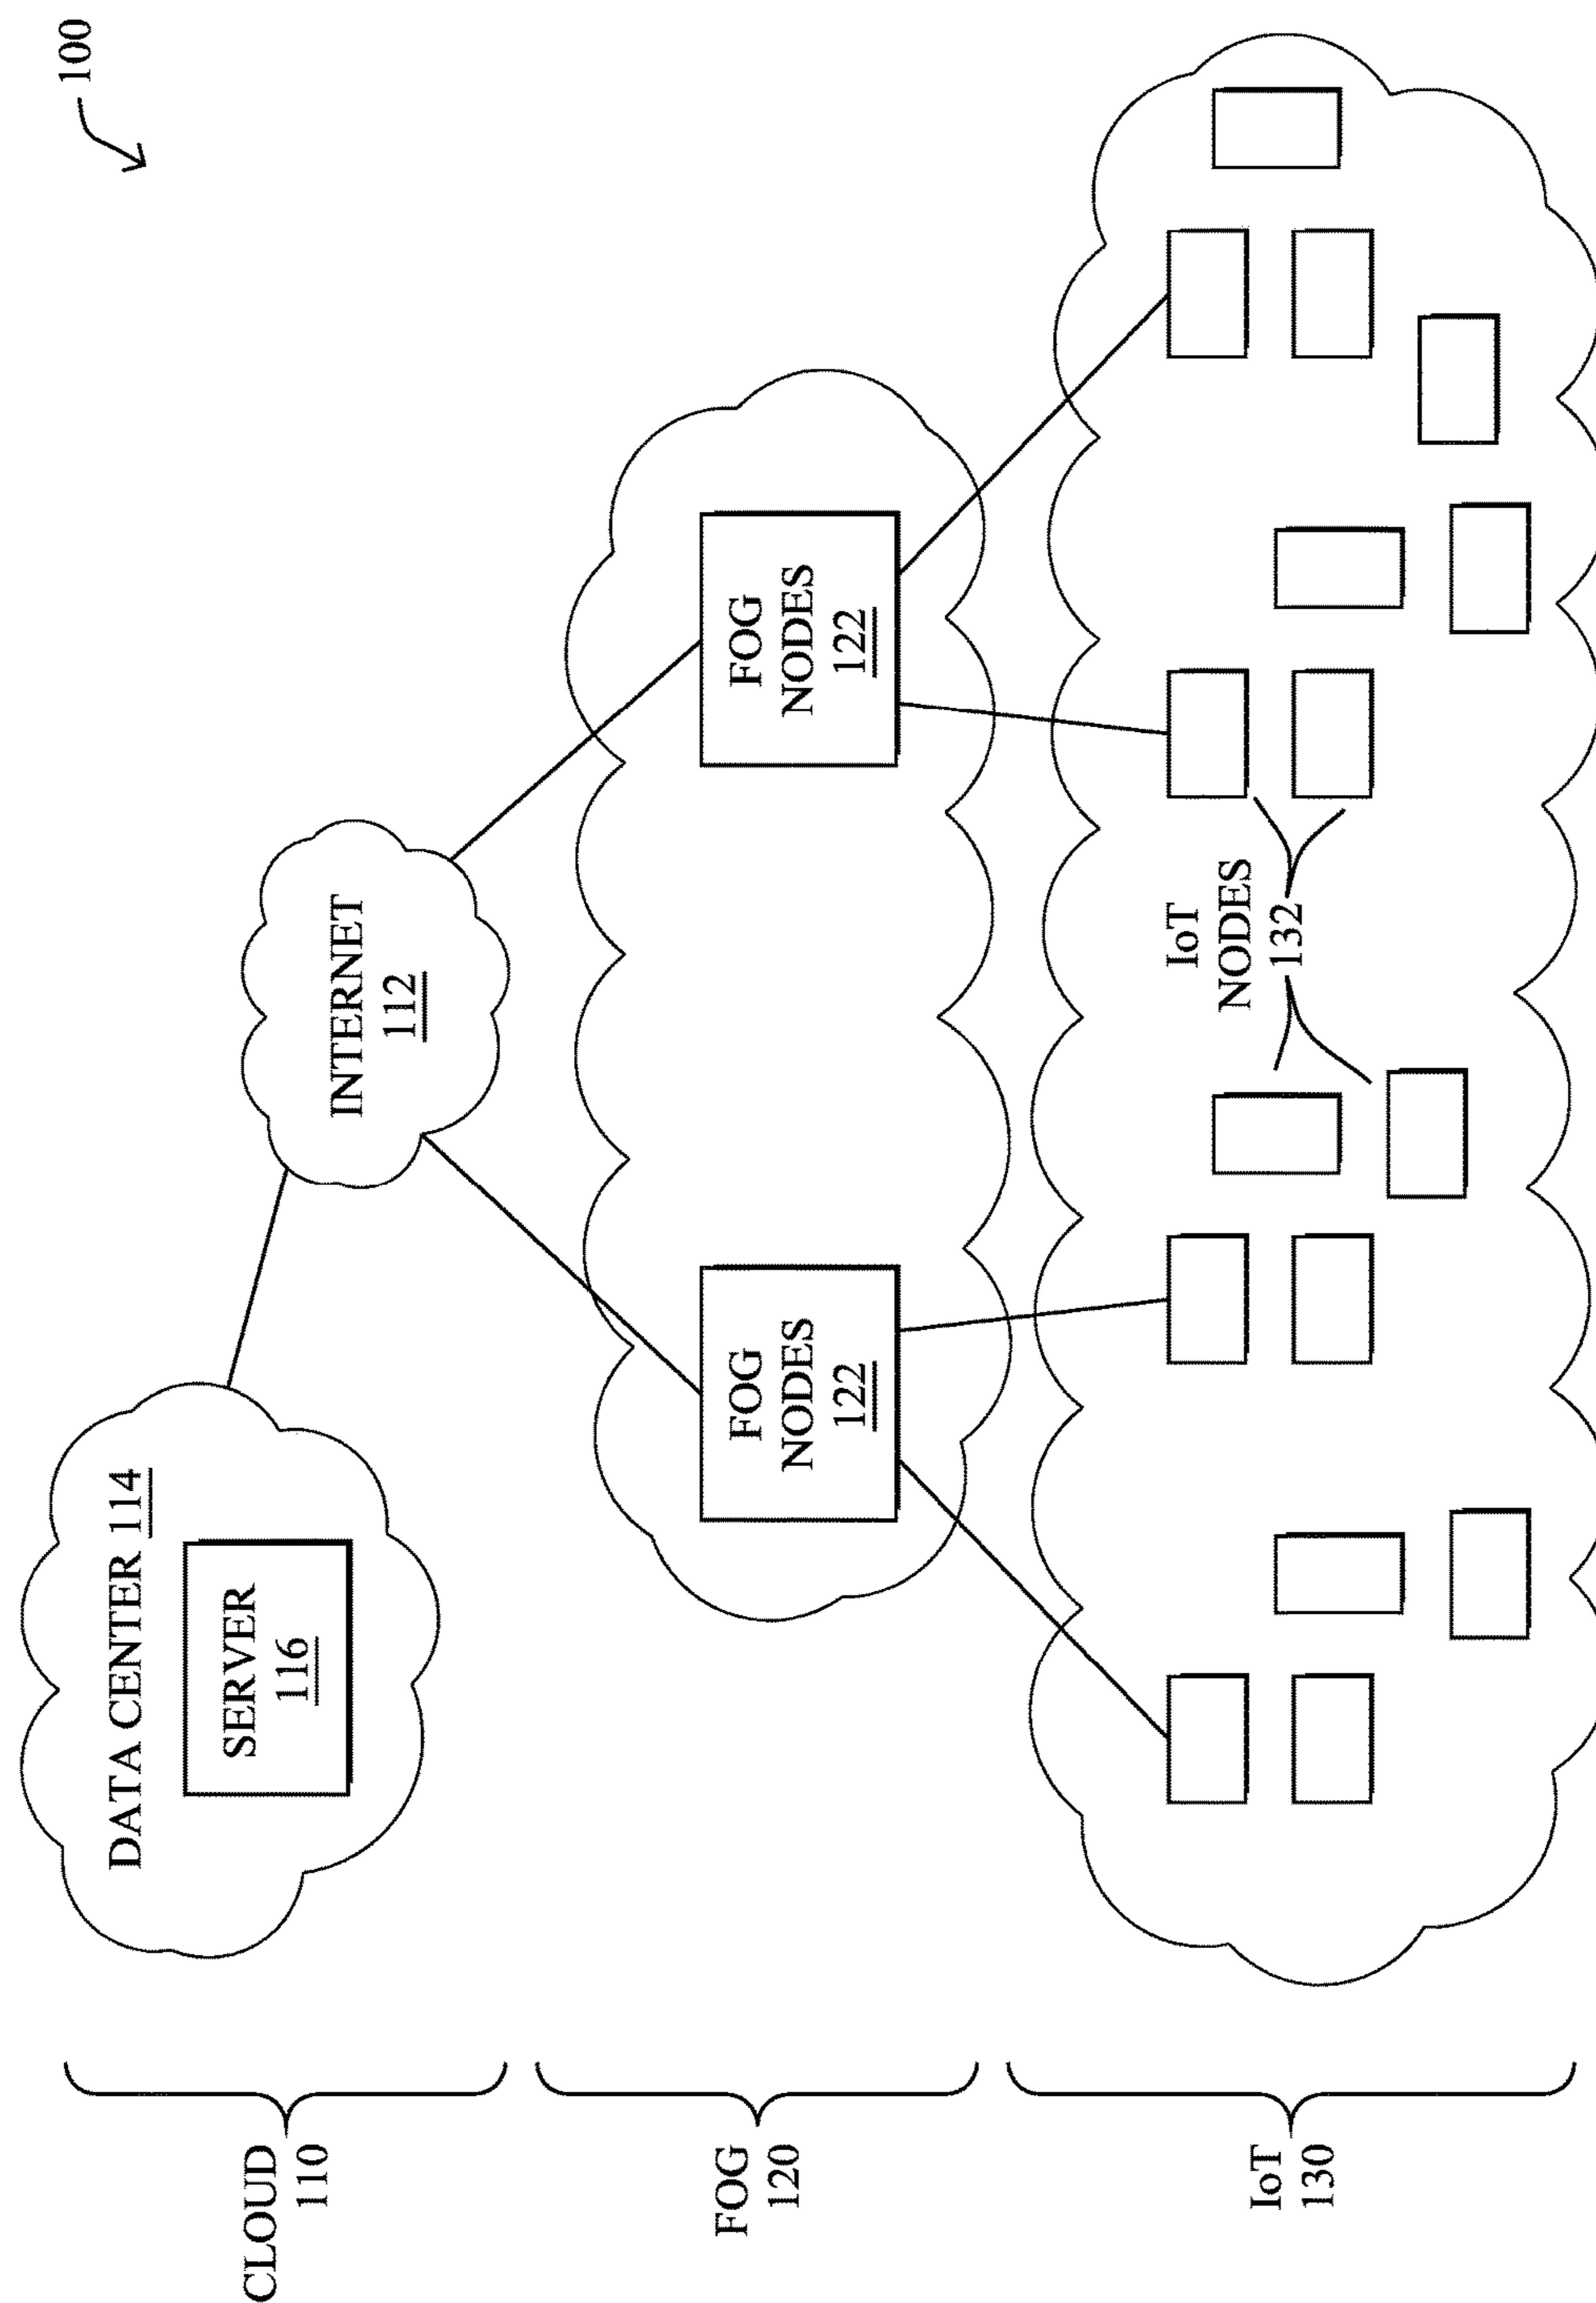 100
CLOUD
110
DATA CENTER 114
SERVER
116
INTERNET
112
FOG
120
FOG
NODES
122
FOG
NODES
122
IoT
130
IoT
NODES
132